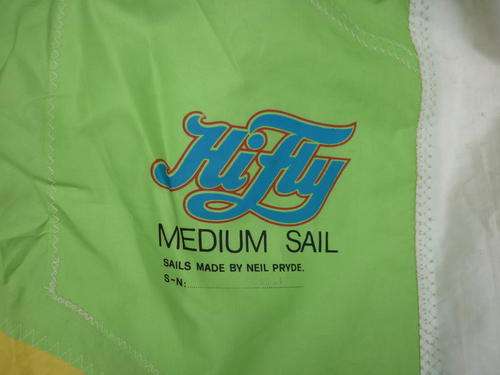 HiFly
MEDIUM SAIL
SAILS MADE BY NEIL PRYDE.
S-N: